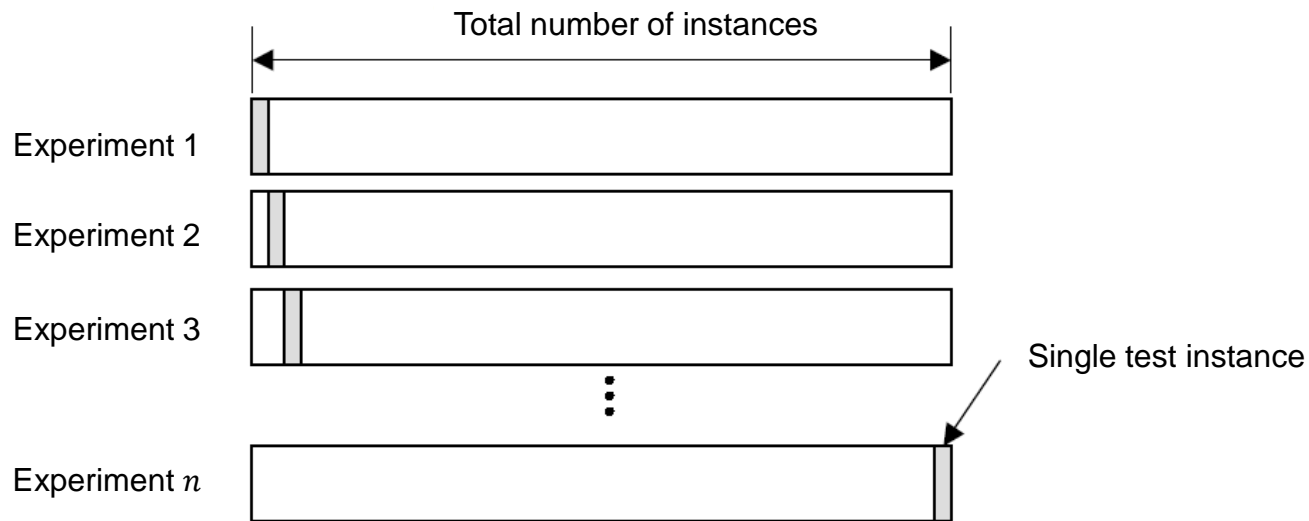 Total number of instances
Experiment 1
Experiment 2
Experiment 3
Single test instance
Experiment 𝑛